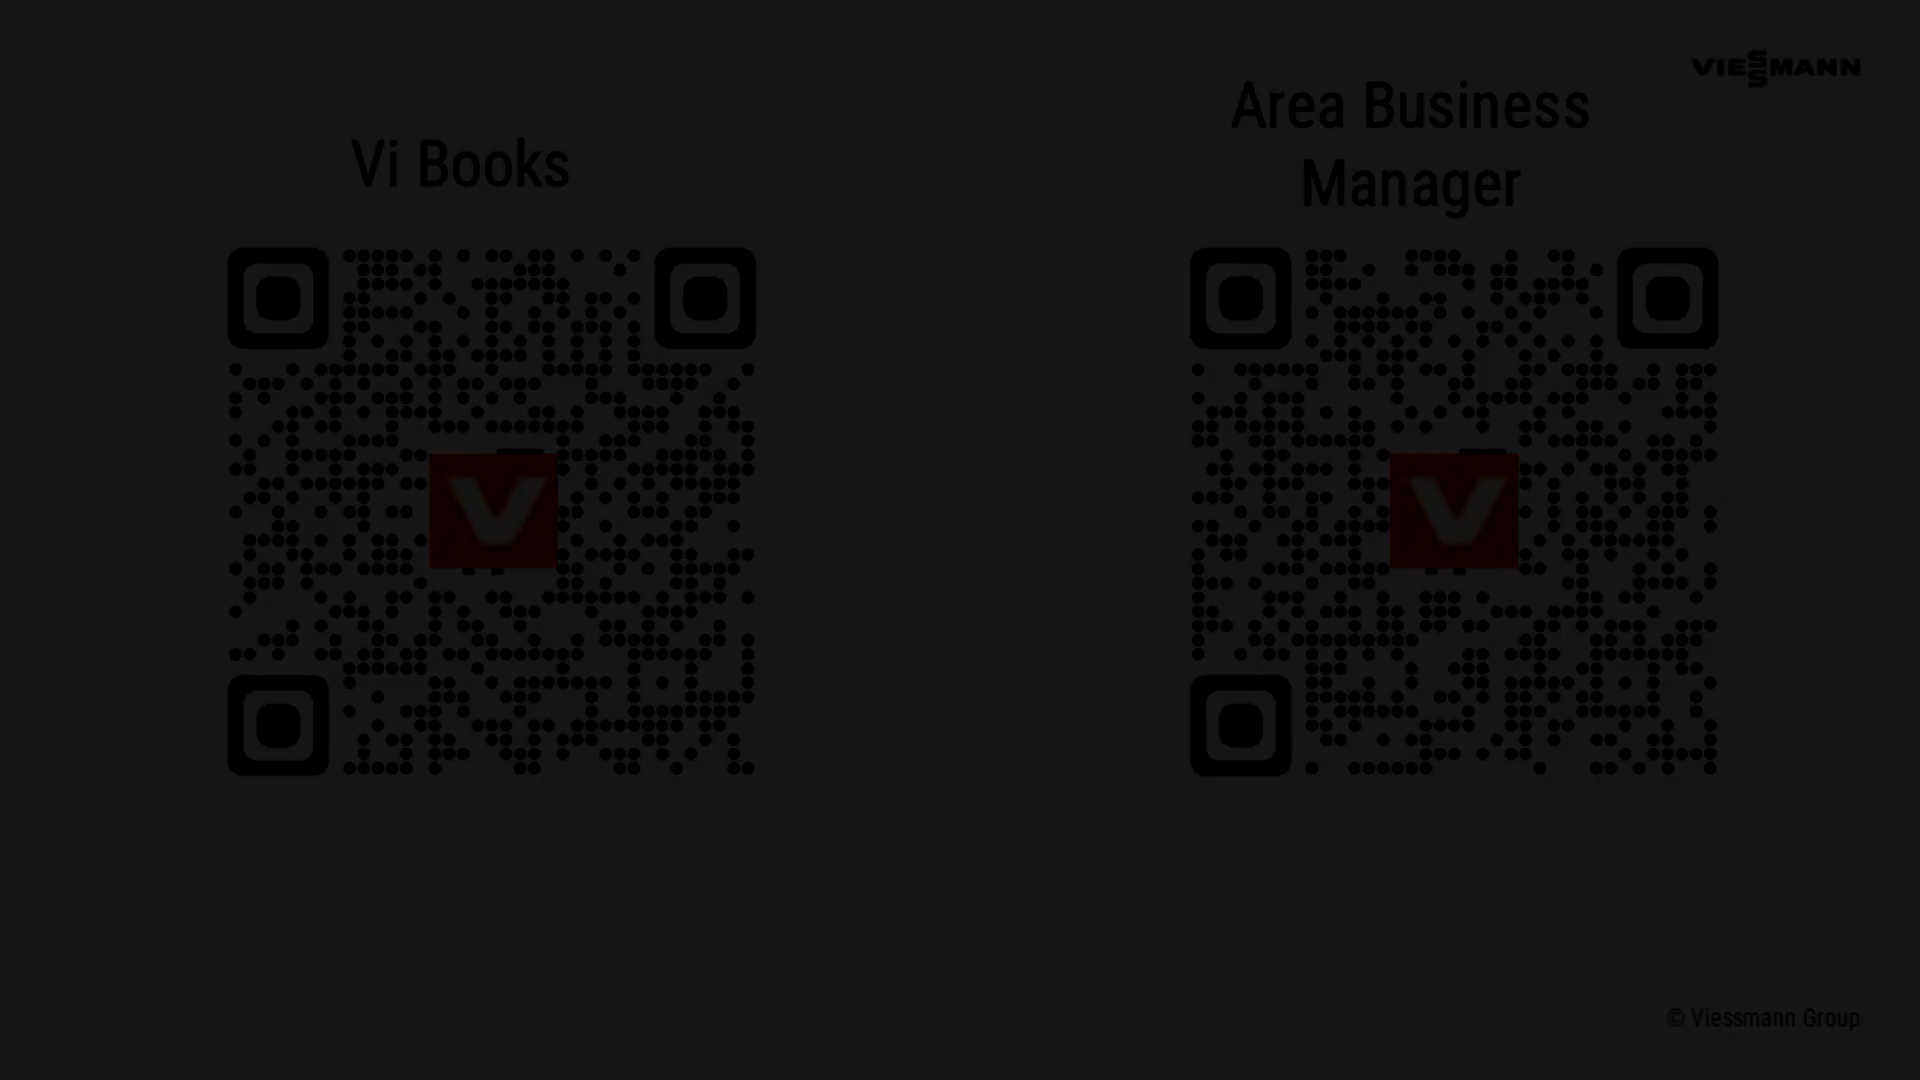 VIESSMANN
Area Business
Manager
Vi Books
V
V
© Viessmann Group